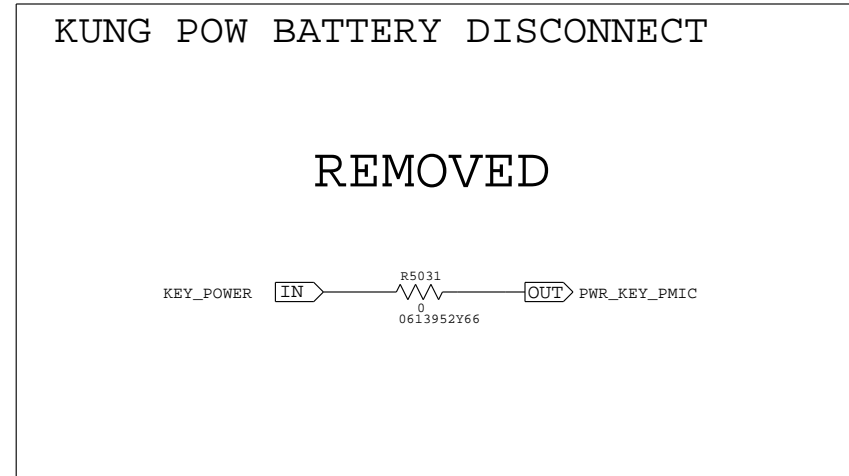 KUNG POW BATTERY DISCONNECT
REMOVED
R5031
KEY_POWER IN OUT PWR_KEY_PMIC
0
0613952Y66